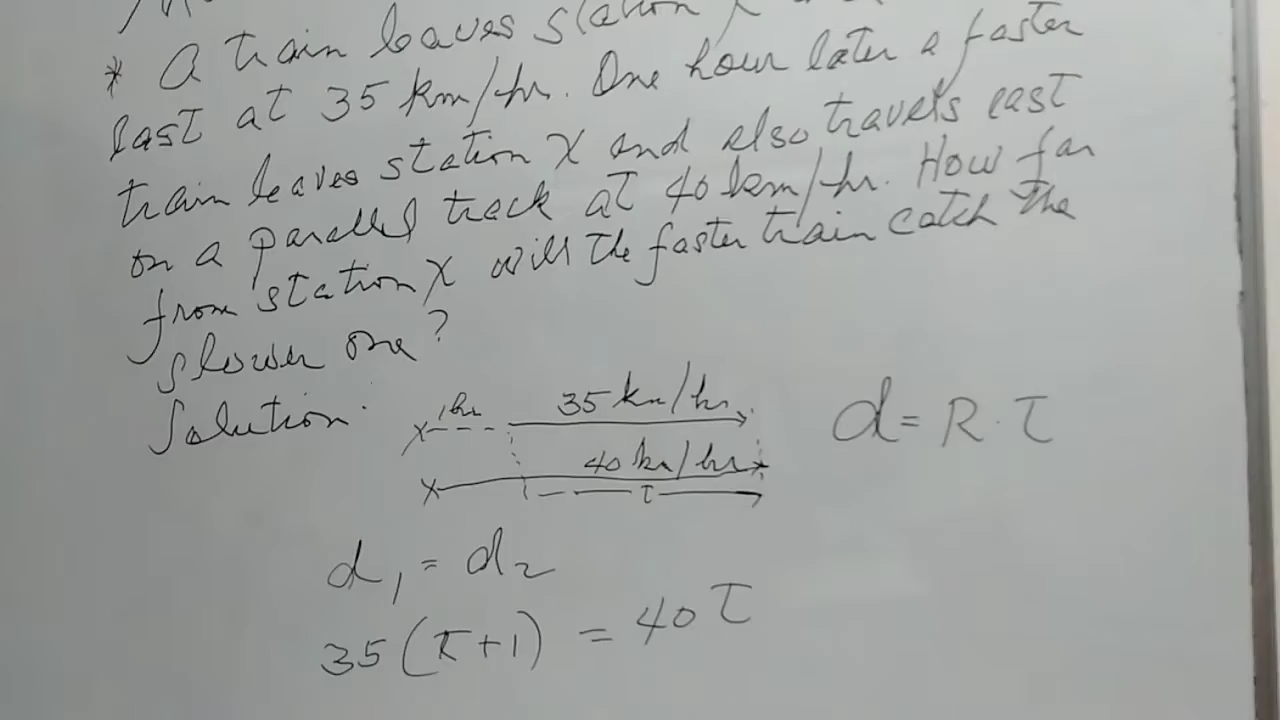 * A train leaves station X
East at 35 km/hr. One hour later a faster
train leaves station X and also travels east
on a parallel track at 40 km/hr. How far
from station X will the faster train catch the
slower one?
Solution:
1hr 35 km/hr
X
40 km/hr
X
t
d = R·T
d1 = d2
35(t+1) = 40 t